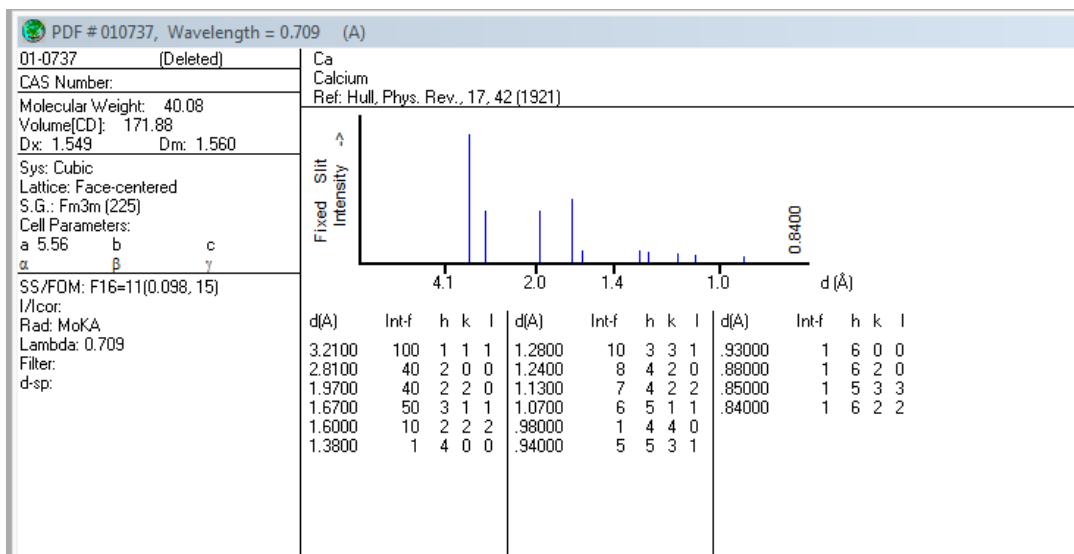 PDF # 010737, Wavelength = 0.709 (A)
01-0737 (Deleted)
CAS Number:
Molecular Weight: 40.08
Volume[CD]: 171.88
Dx: 1.549 Dm: 1.560
Sys: Cubic
Lattice: Face-centered
S.G.: Fm3m (225)
Cell Parameters:
a 5.56 b c
α β γ
SS/FOM: F16=11(0.098, 15)
I/Icor:
Rad: MoKA
Lambda: 0.709
Filter:
d-sp:
Ca
Calcium
Ref: Hull, Phys. Rev., 17, 42 (1921)
Fixed Slit
Intensity ->
0.8400
4.1 2.0 1.4 1.0 d (Å)
d(A) Int-f h k l d(A) Int-f h k l d(A) Int-f h k l
3.2100 100 1 1 1 1.2800 10 3 3 1 .93000 1 6 0 0
2.8100 40 2 0 0 1.2400 8 4 2 0 .88000 1 6 2 0
1.9700 40 2 2 0 1.1300 7 4 2 2 .85000 1 5 3 3
1.6700 50 3 1 1 1.0700 6 5 1 1 .84000 1 6 2 2
1.6000 10 2 2 2 .98000 1 4 4 0
1.3800 1 4 0 0 .94000 5 5 3 1